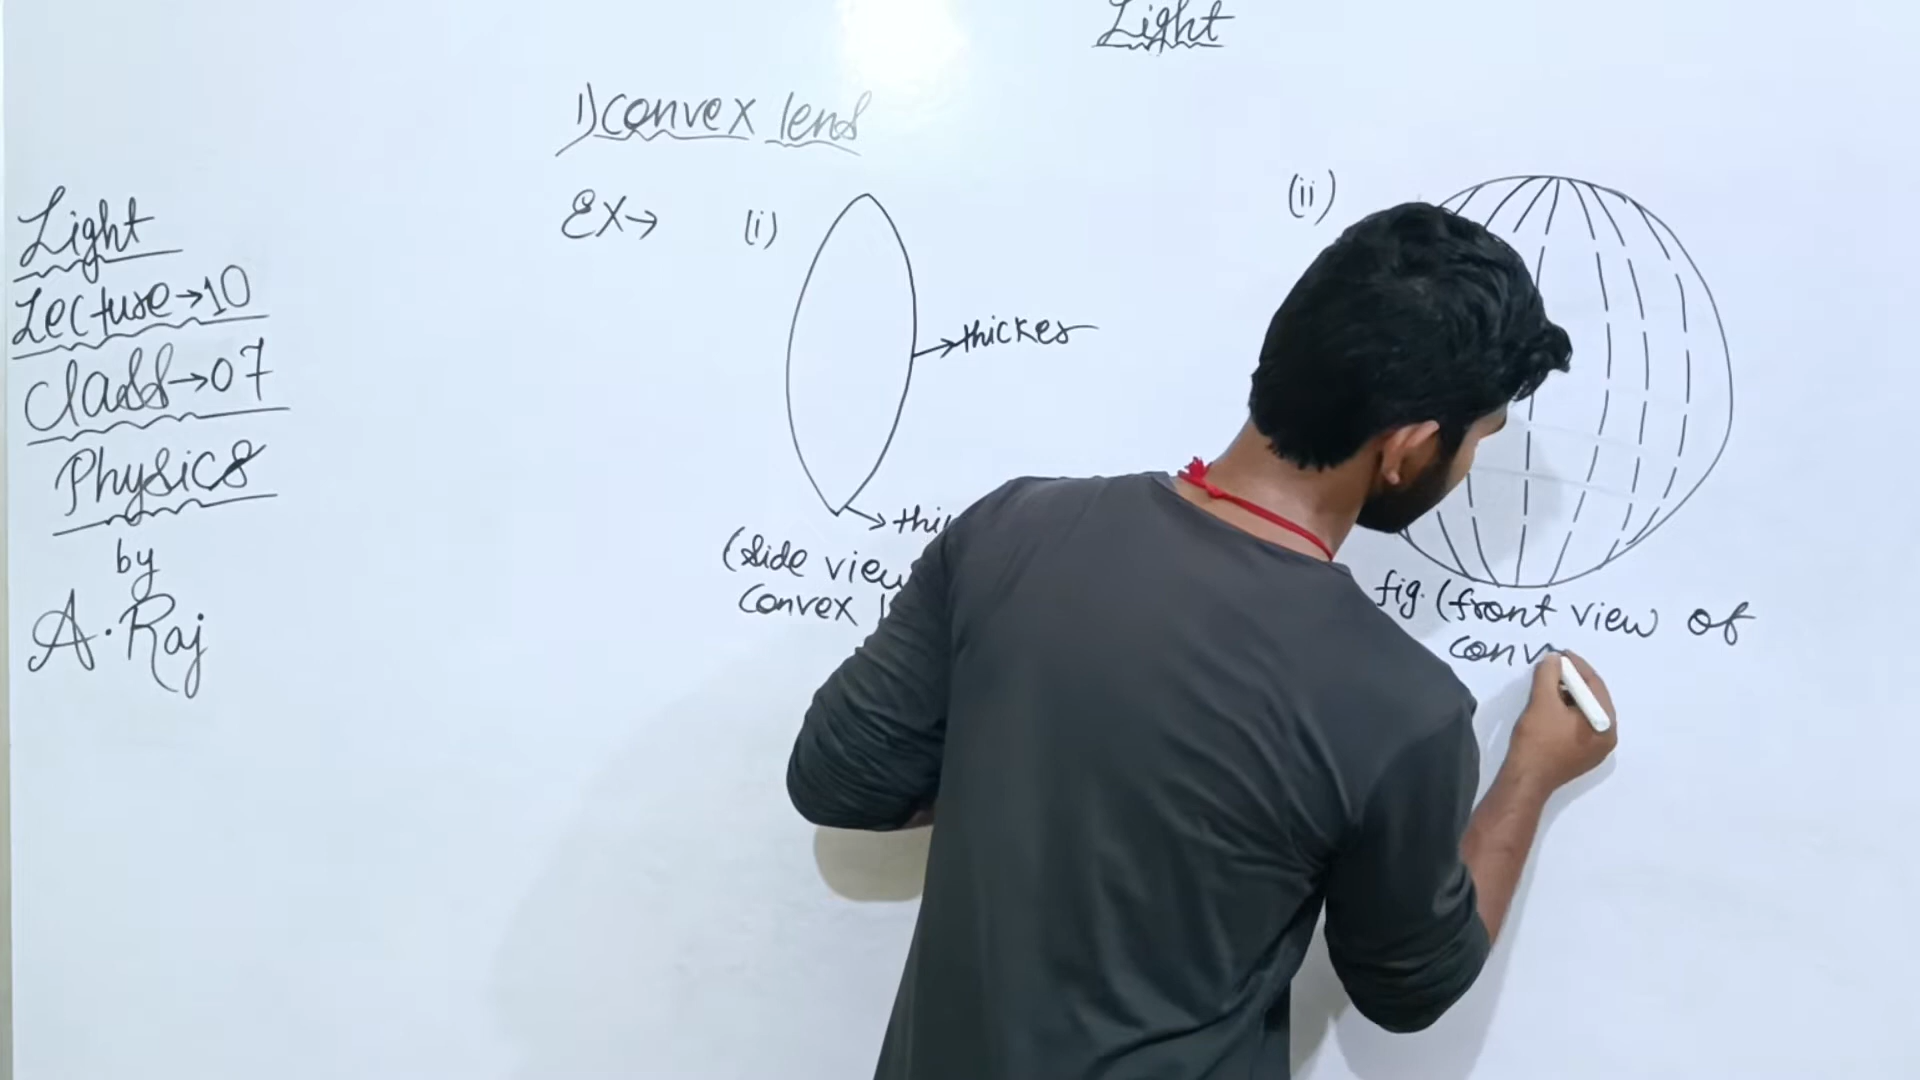 Light
1) convex lens
Ex→ (i)
(ii)
→thicker
→ thi
(side view
convex
fig. (front view of
conv
Light
Lecture→10
Class→07
Physics
by
A. Raj